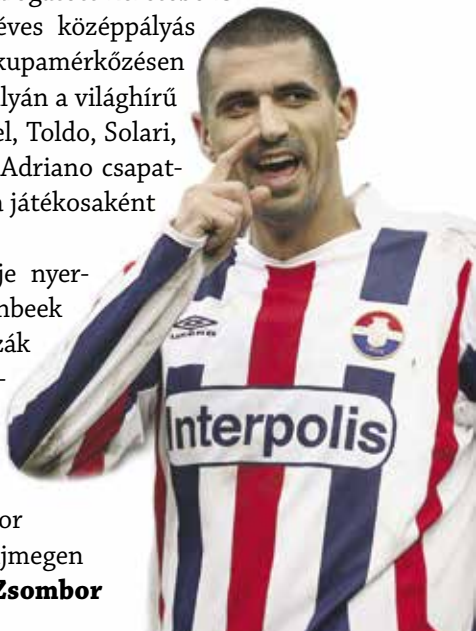 éves középpályás
kupamérkőzésen
lyán a világhírű
el, Toldo, Solari,
Adriano csapat-
játékosaként
je nyer-
nbeek
zák
-
or
jmegen
Zsombor
UMBRO
Interpolis